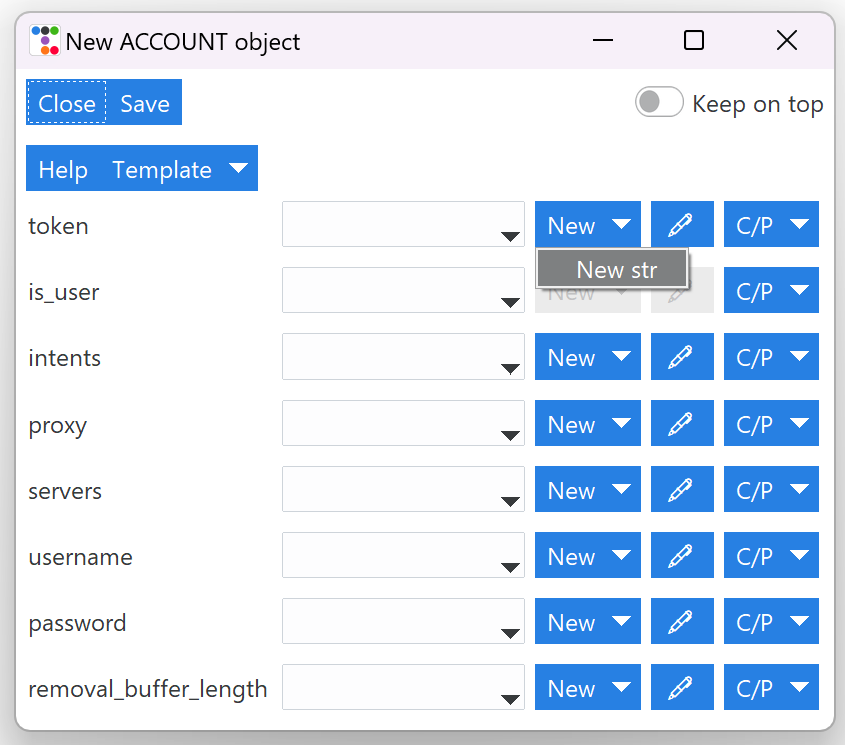 New ACCOUNT object
Close Save Keep on top
Help Template
token New C/P
New str
is_user New C/P
intents New C/P
proxy New C/P
servers New C/P
username New C/P
password New C/P
removal_buffer_length New C/P